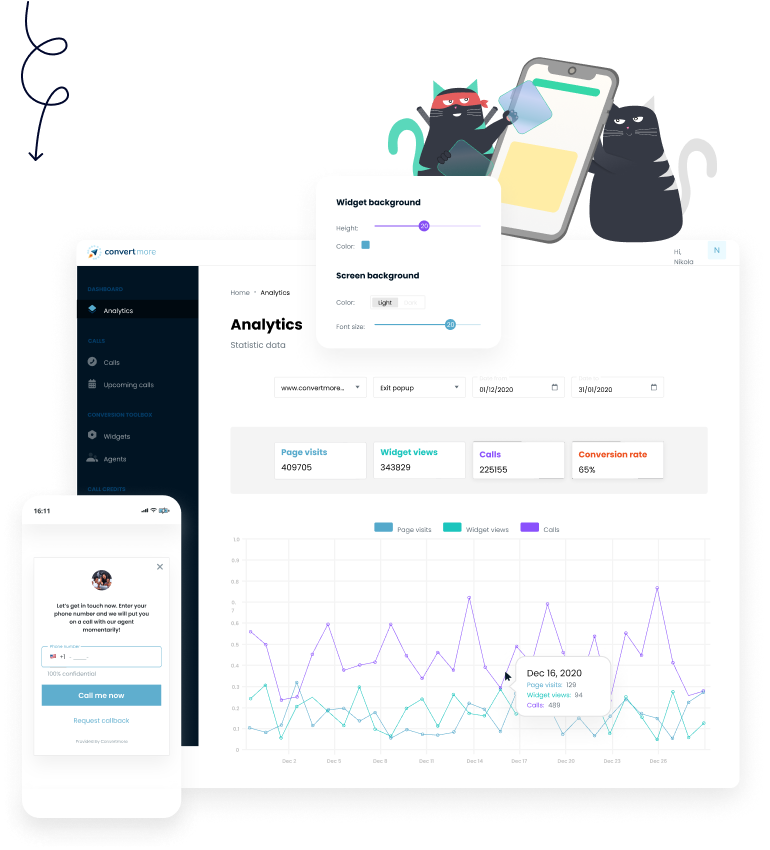 Widget background
Height:
20
Color:
Screen background
Color:
Light
Font size:
20
convertmore
Hi,
Nikola
N
DASHBOARD
Analytics
CALLS
Calls
Upcoming calls
CONVERSION TOOLBOX
Widgets
Agents
CALL CREDITS
Home • Analytics
Analytics
Statistic data
www.convertmore...
Exit popup
01/12/2020
31/01/2020
Page visits
409705
Widget views
343829
Calls
225155
Conversion rate
65%
Page visits
Widget views
Calls
1.0
0.9
0.8
0.
7
0.6
0.5
0.4
0.3
0.2
0.1
0
Dec 2
Dec 5
Dec 8
Dec 11
Dec 14
Dec 17
Dec 20
Dec 23
Dec 26
Dec 16, 2020
Page visits: 129
Widget views: 94
Calls: 489
16:11
Let's get in touch now. Enter your
phone number and we will put you
on a call with our agent
momentarily!
Phone number
+1 - ____.
100% confidential
Call me now
Request callback
Provided by Convertmore